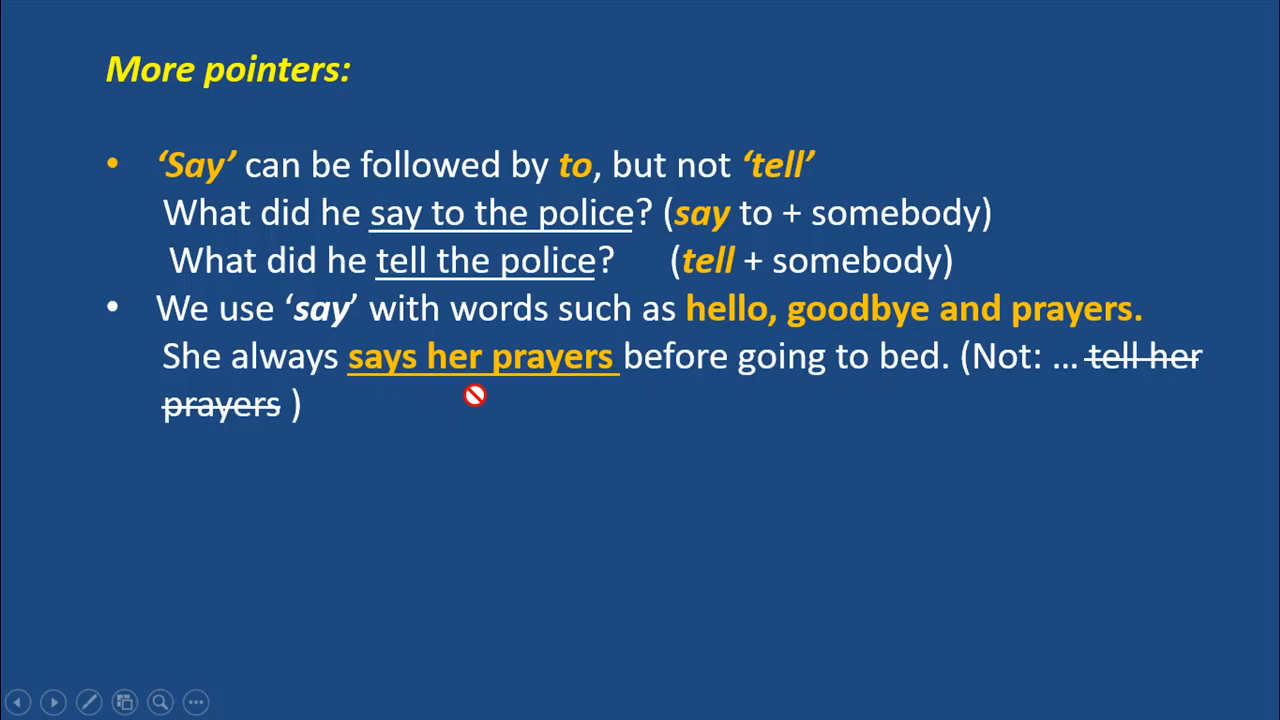 More pointers:
• ‘Say’ can be followed by to, but not ‘tell’
What did he say to the police? (say to + somebody)
What did he tell the police? (tell + somebody)
• We use ‘say’ with words such as hello, goodbye and prayers.
She always says her prayers before going to bed. (Not: ... tell her
prayers )